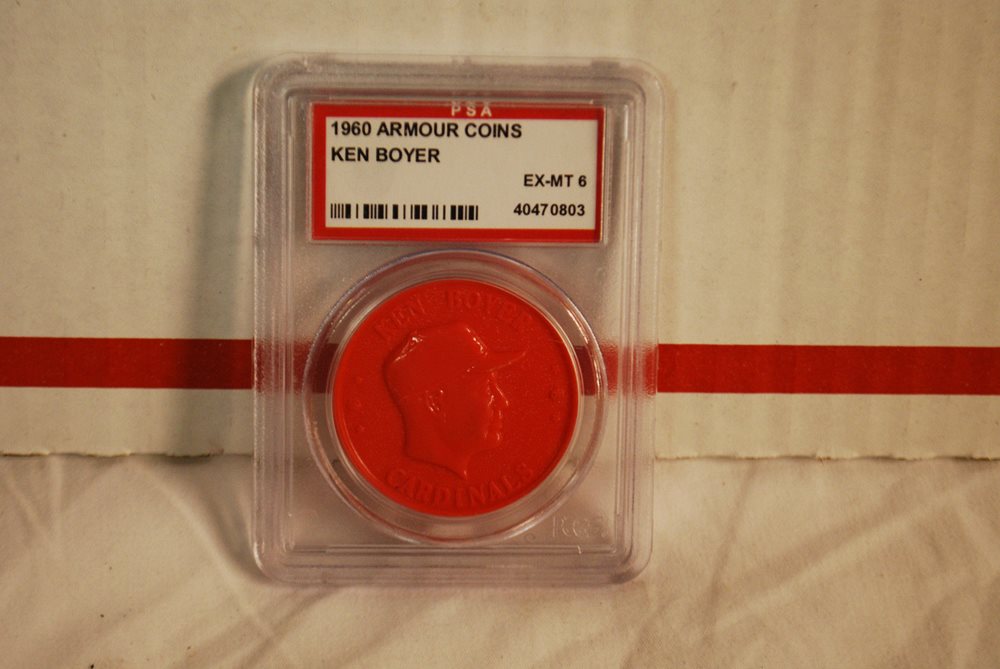 PSA
1960 ARMOUR COINS
KEN BOYER
EX-MT 6
40470803
KEN BOYER
CARDINALS